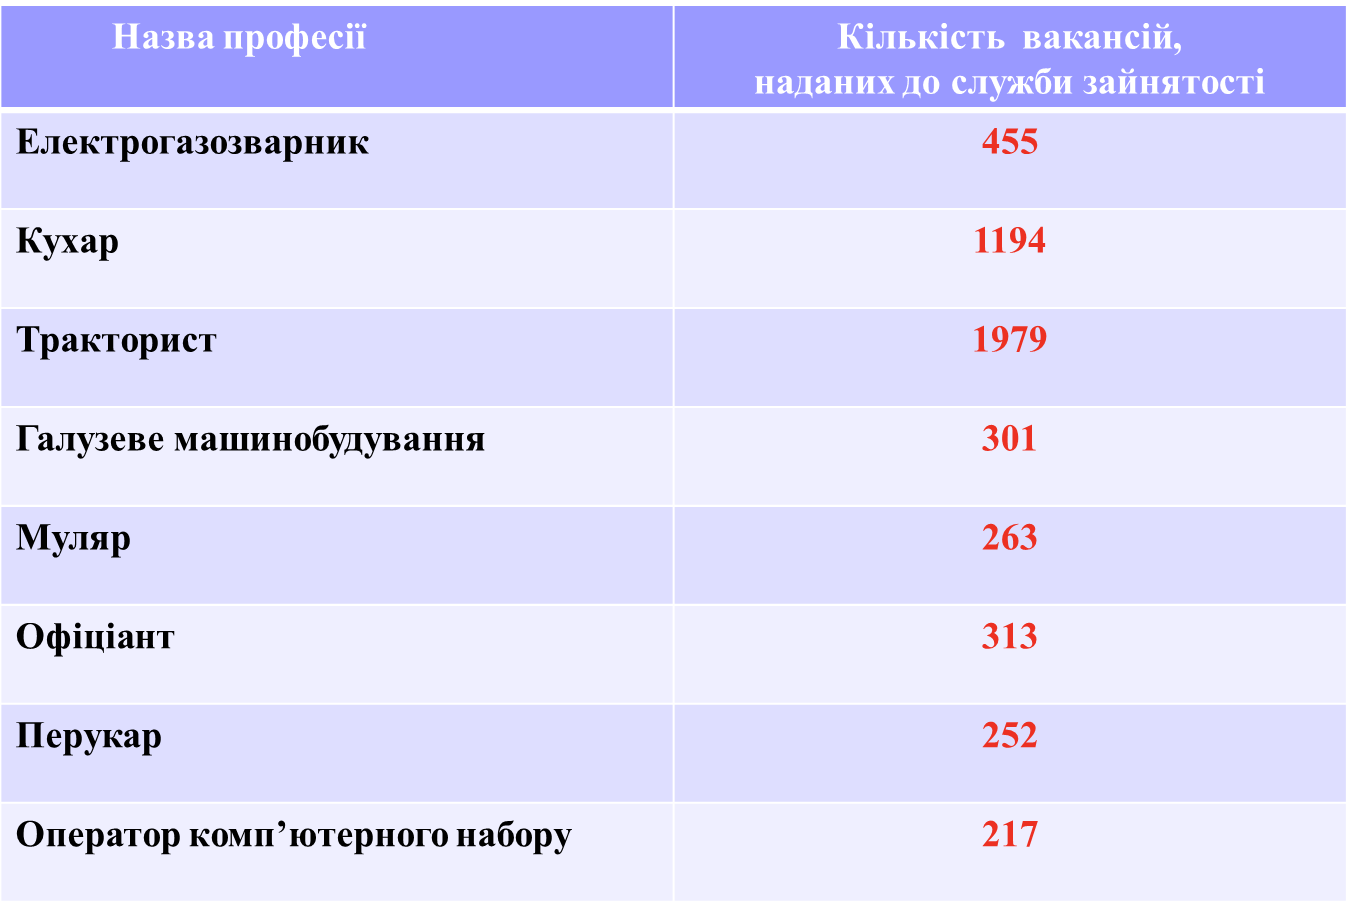 Назва професії
Кількість вакансій,
наданих до служби зайнятості
Електрогазозварник
455
Кухар
1194
Тракторист
1979
Галузеве машинобудування
301
Муляр
263
Офіціант
313
Перукар
252
Оператор комп’ютерного набору
217